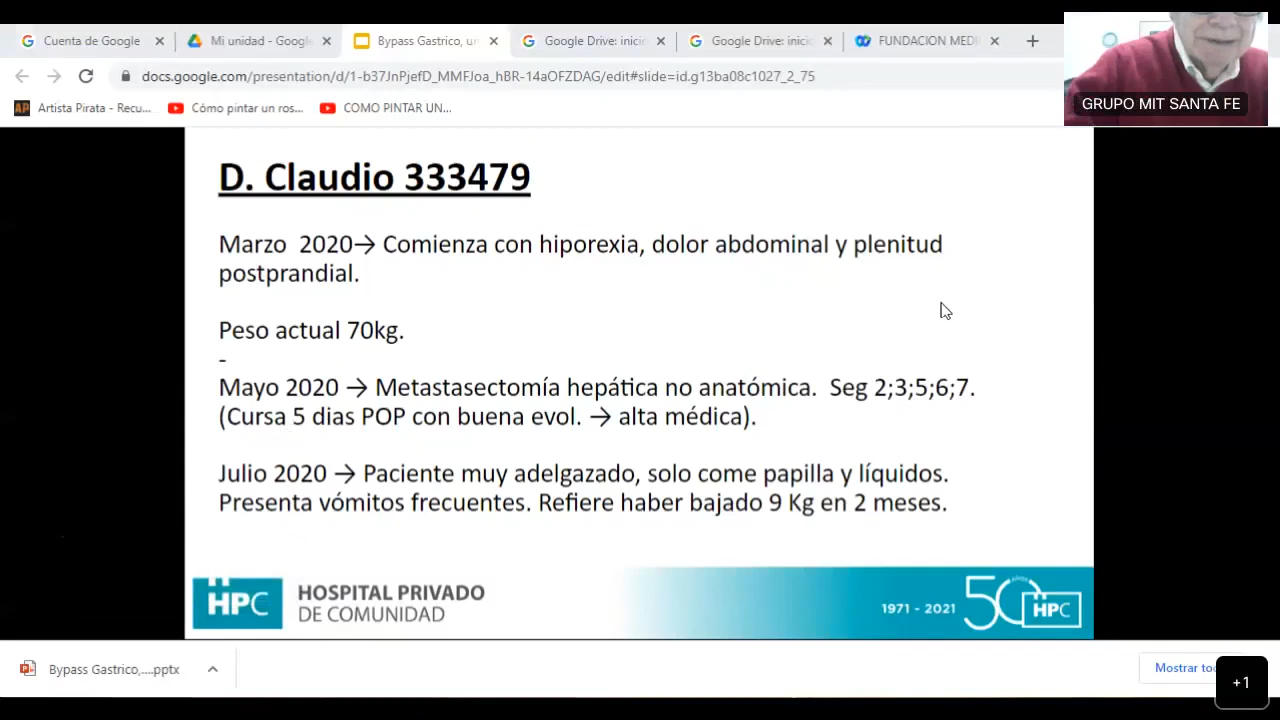 Cuenta de Google
Mi unidad - Google
Bypass Gastrico, un
Google Drive: inici
Google Drive: inici
FUNDACION MEDI
docs.google.com/presentation/d/1-b37JnPjefD_MMFJoa_hBR-14aOFZDAG/edit#slide=id.g13ba08c1027_2_75
AP Artista Pirata - Recu...
Cómo pintar un ros...
COMO PINTAR UN...
GRUPO MIT SANTA FE
D. Claudio 333479
Marzo 2020→ Comienza con hiporexia, dolor abdominal y plenitud
postprandial.
Peso actual 70kg.
-
Mayo 2020 → Metastasectomía hepática no anatómica. Seg 2;3;5;6;7.
(Cursa 5 dias POP con buena evol. → alta médica).
Julio 2020 → Paciente muy adelgazado, solo come papilla y líquidos.
Presenta vómitos frecuentes. Refiere haber bajado 9 Kg en 2 meses.
HPC
HOSPITAL PRIVADO
DE COMUNIDAD
1971 - 2021
50 AÑOS
HPC
Bypass Gastrico,....pptx
Mostrar to
+1